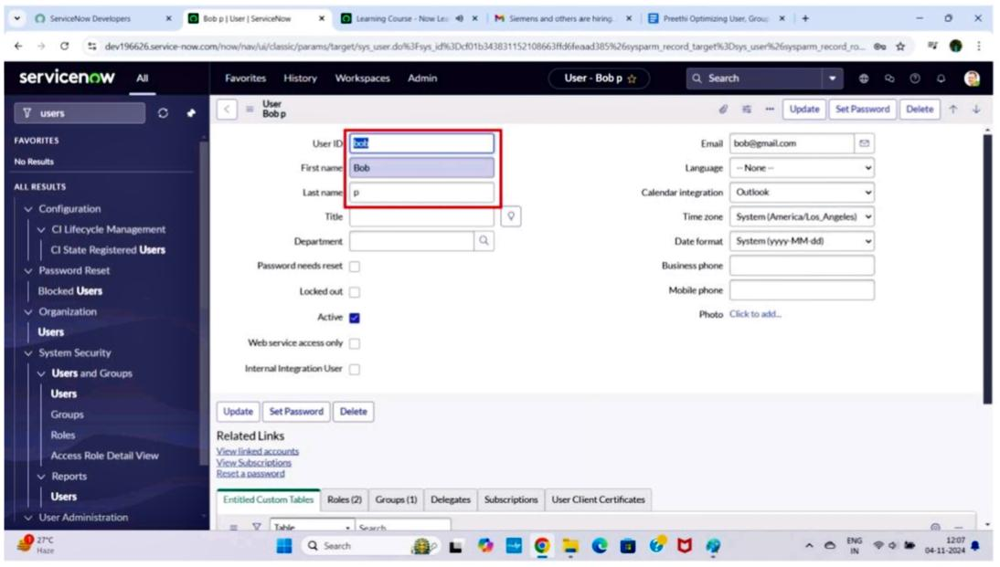 ServiceNow Developers
Bob p | User | ServiceNow
Learning Course - Now Lea
Siemens and others are hiring.
Preethi Optimizing User, Group
dev196626.service-now.com/now/nav/ui/classic/params/target/sys_user.do%3Fsys_id%3Dcf01b343831152108663ffd6feaad385%26sysparm_record_target%3Dsys_user%26sysparm_record_ro...
servicenow All Favorites History Workspaces Admin User - Bob p ☆ Search
users
User
Bob p
Update Set Password Delete
FAVORITES
No Results
ALL RESULTS
Configuration
CI Lifecycle Management
CI State Registered Users
Password Reset
Blocked Users
Organization
Users
System Security
Users and Groups
Users
Groups
Roles
Access Role Detail View
Reports
Users
User Administration
User ID bob
First name Bob
Last name p
Title
Department
Password needs reset
Locked out
Active
Web service access only
Internal Integration User
Email bob@gmail.com
Language -- None --
Calendar integration Outlook
Time zone System (America/Los_Angeles)
Date format System (yyyy-MM-dd)
Business phone
Mobile phone
Photo Click to add...
Update Set Password Delete
Related Links
View linked accounts
View Subscriptions
Reset a password
Entitled Custom Tables Roles (2) Groups (1) Delegates Subscriptions User Client Certificates
Table Search
27°C
Haze
Search
ENG
IN
12:07
04-11-2024